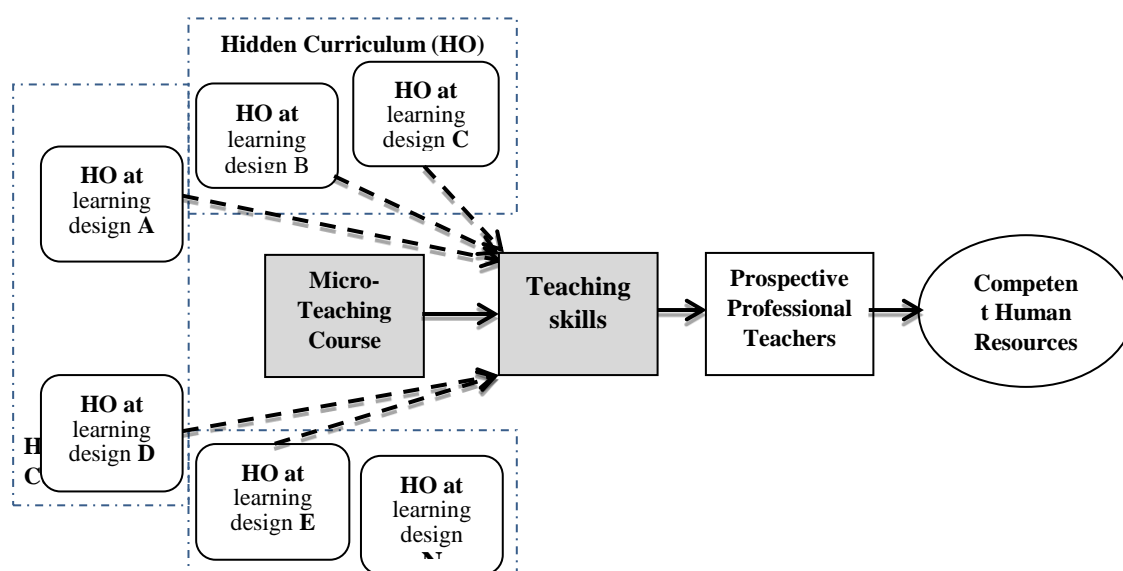 Hidden Curriculum (HO)
HO at
learning
design C
HO at
learning
design B
HO at
learning
design A
Micro-
Teaching
Course
Teaching
skills
Prospective
Professional
Teachers
Competen
t Human
Resources
HO at
learning
design D
H
C
HO at
learning
design E
HO at
learning
design
N